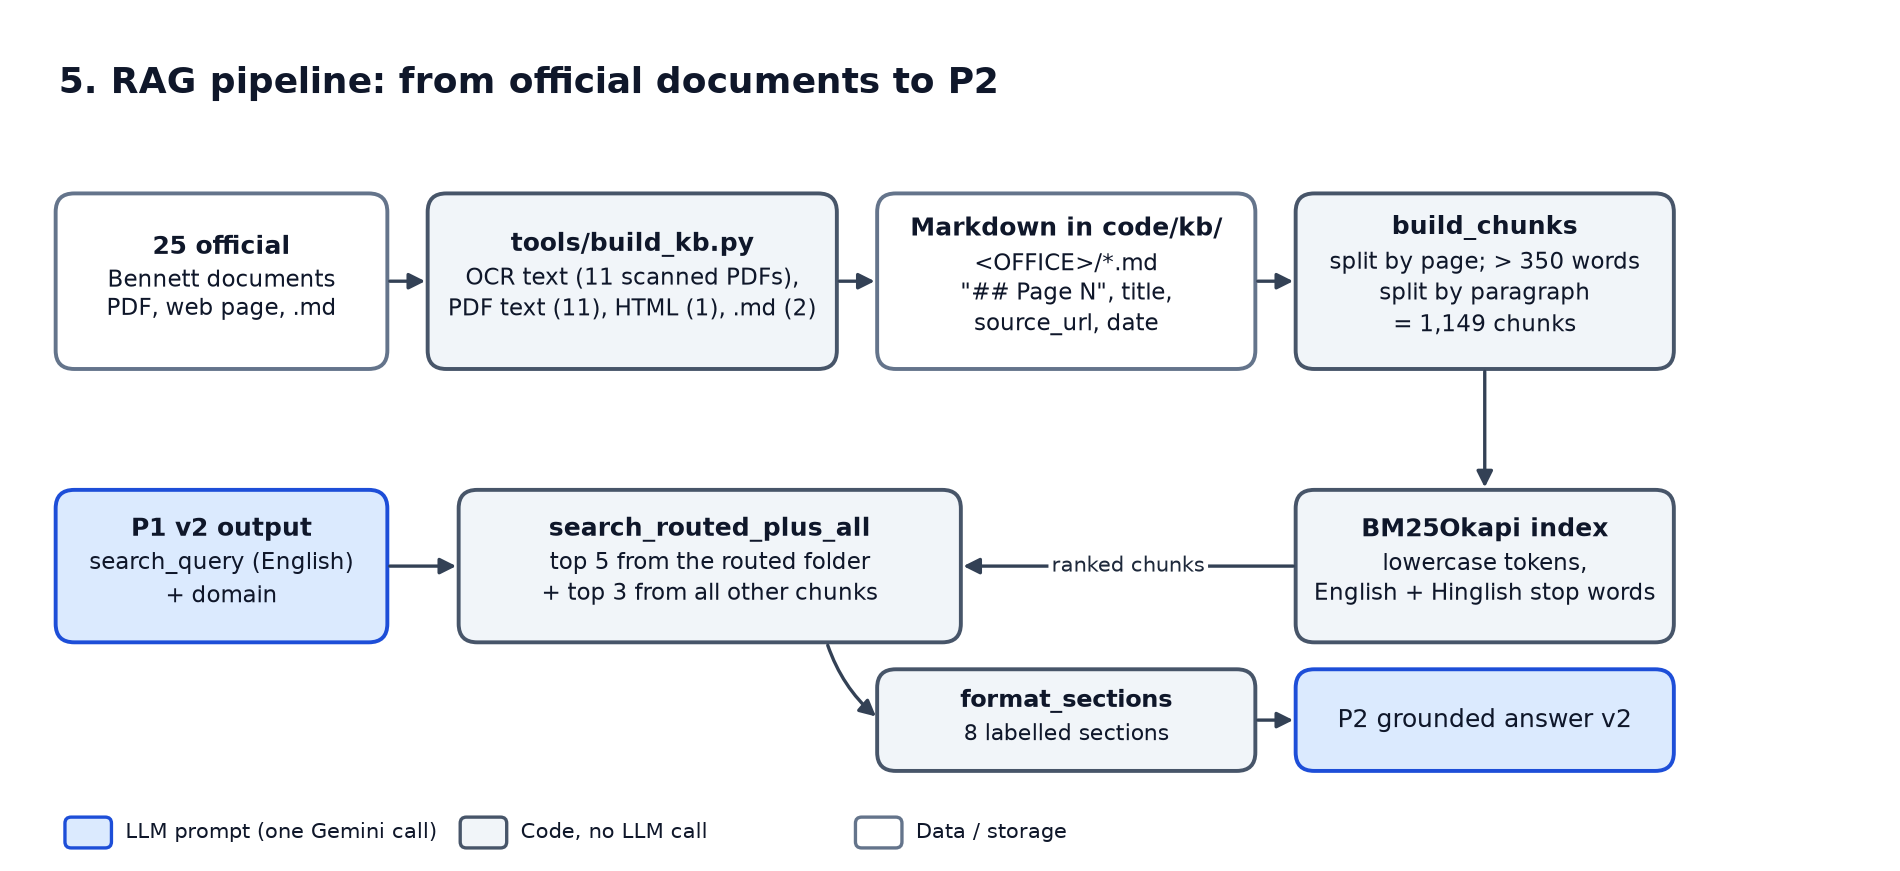 5. RAG pipeline: from official documents to P2
25 official
Bennett documents
PDF, web page, .md
tools/build_kb.py
OCR text (11 scanned PDFs),
PDF text (11), HTML (1), .md (2)
Markdown in code/kb/
<OFFICE>/*.md
"## Page N", title,
source_url, date
build_chunks
split by page; > 350 words
split by paragraph
= 1,149 chunks
P1 v2 output
search_query (English)
+ domain
search_routed_plus_all
top 5 from the routed folder
+ top 3 from all other chunks
ranked chunks
BM25Okapi index
lowercase tokens,
English + Hinglish stop words
format_sections
8 labelled sections
P2 grounded answer v2
LLM prompt (one Gemini call)
Code, no LLM call
Data / storage